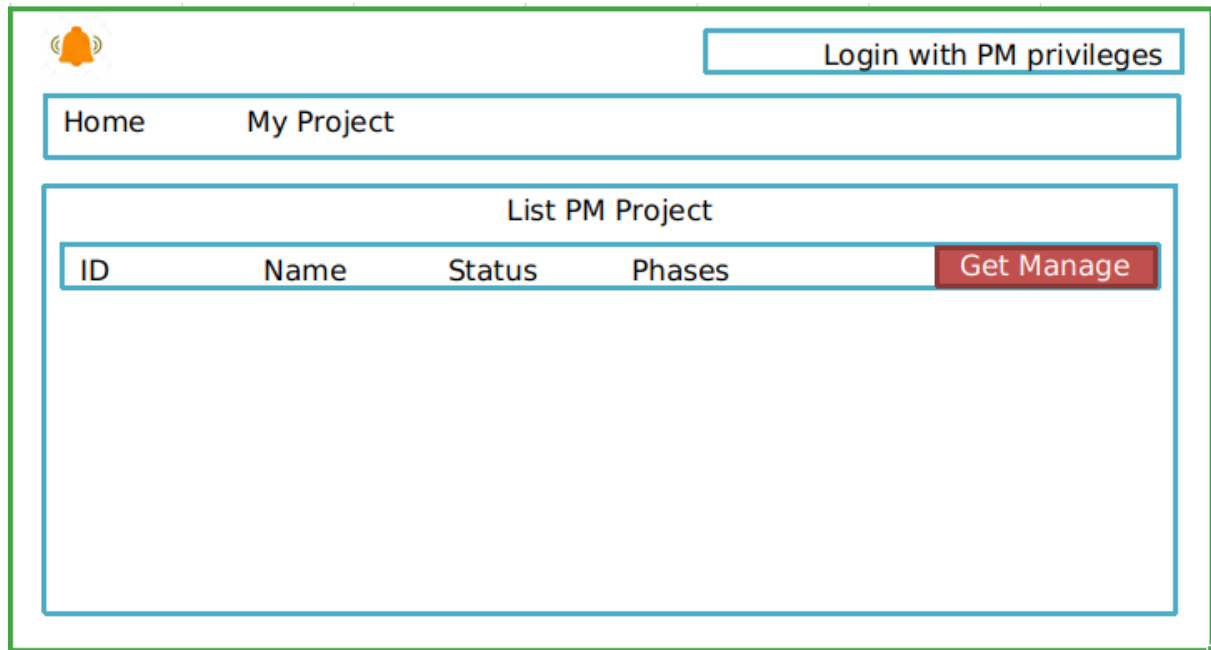 Login with PM privileges
Home My Project
List PM Project
ID Name Status Phases Get Manage